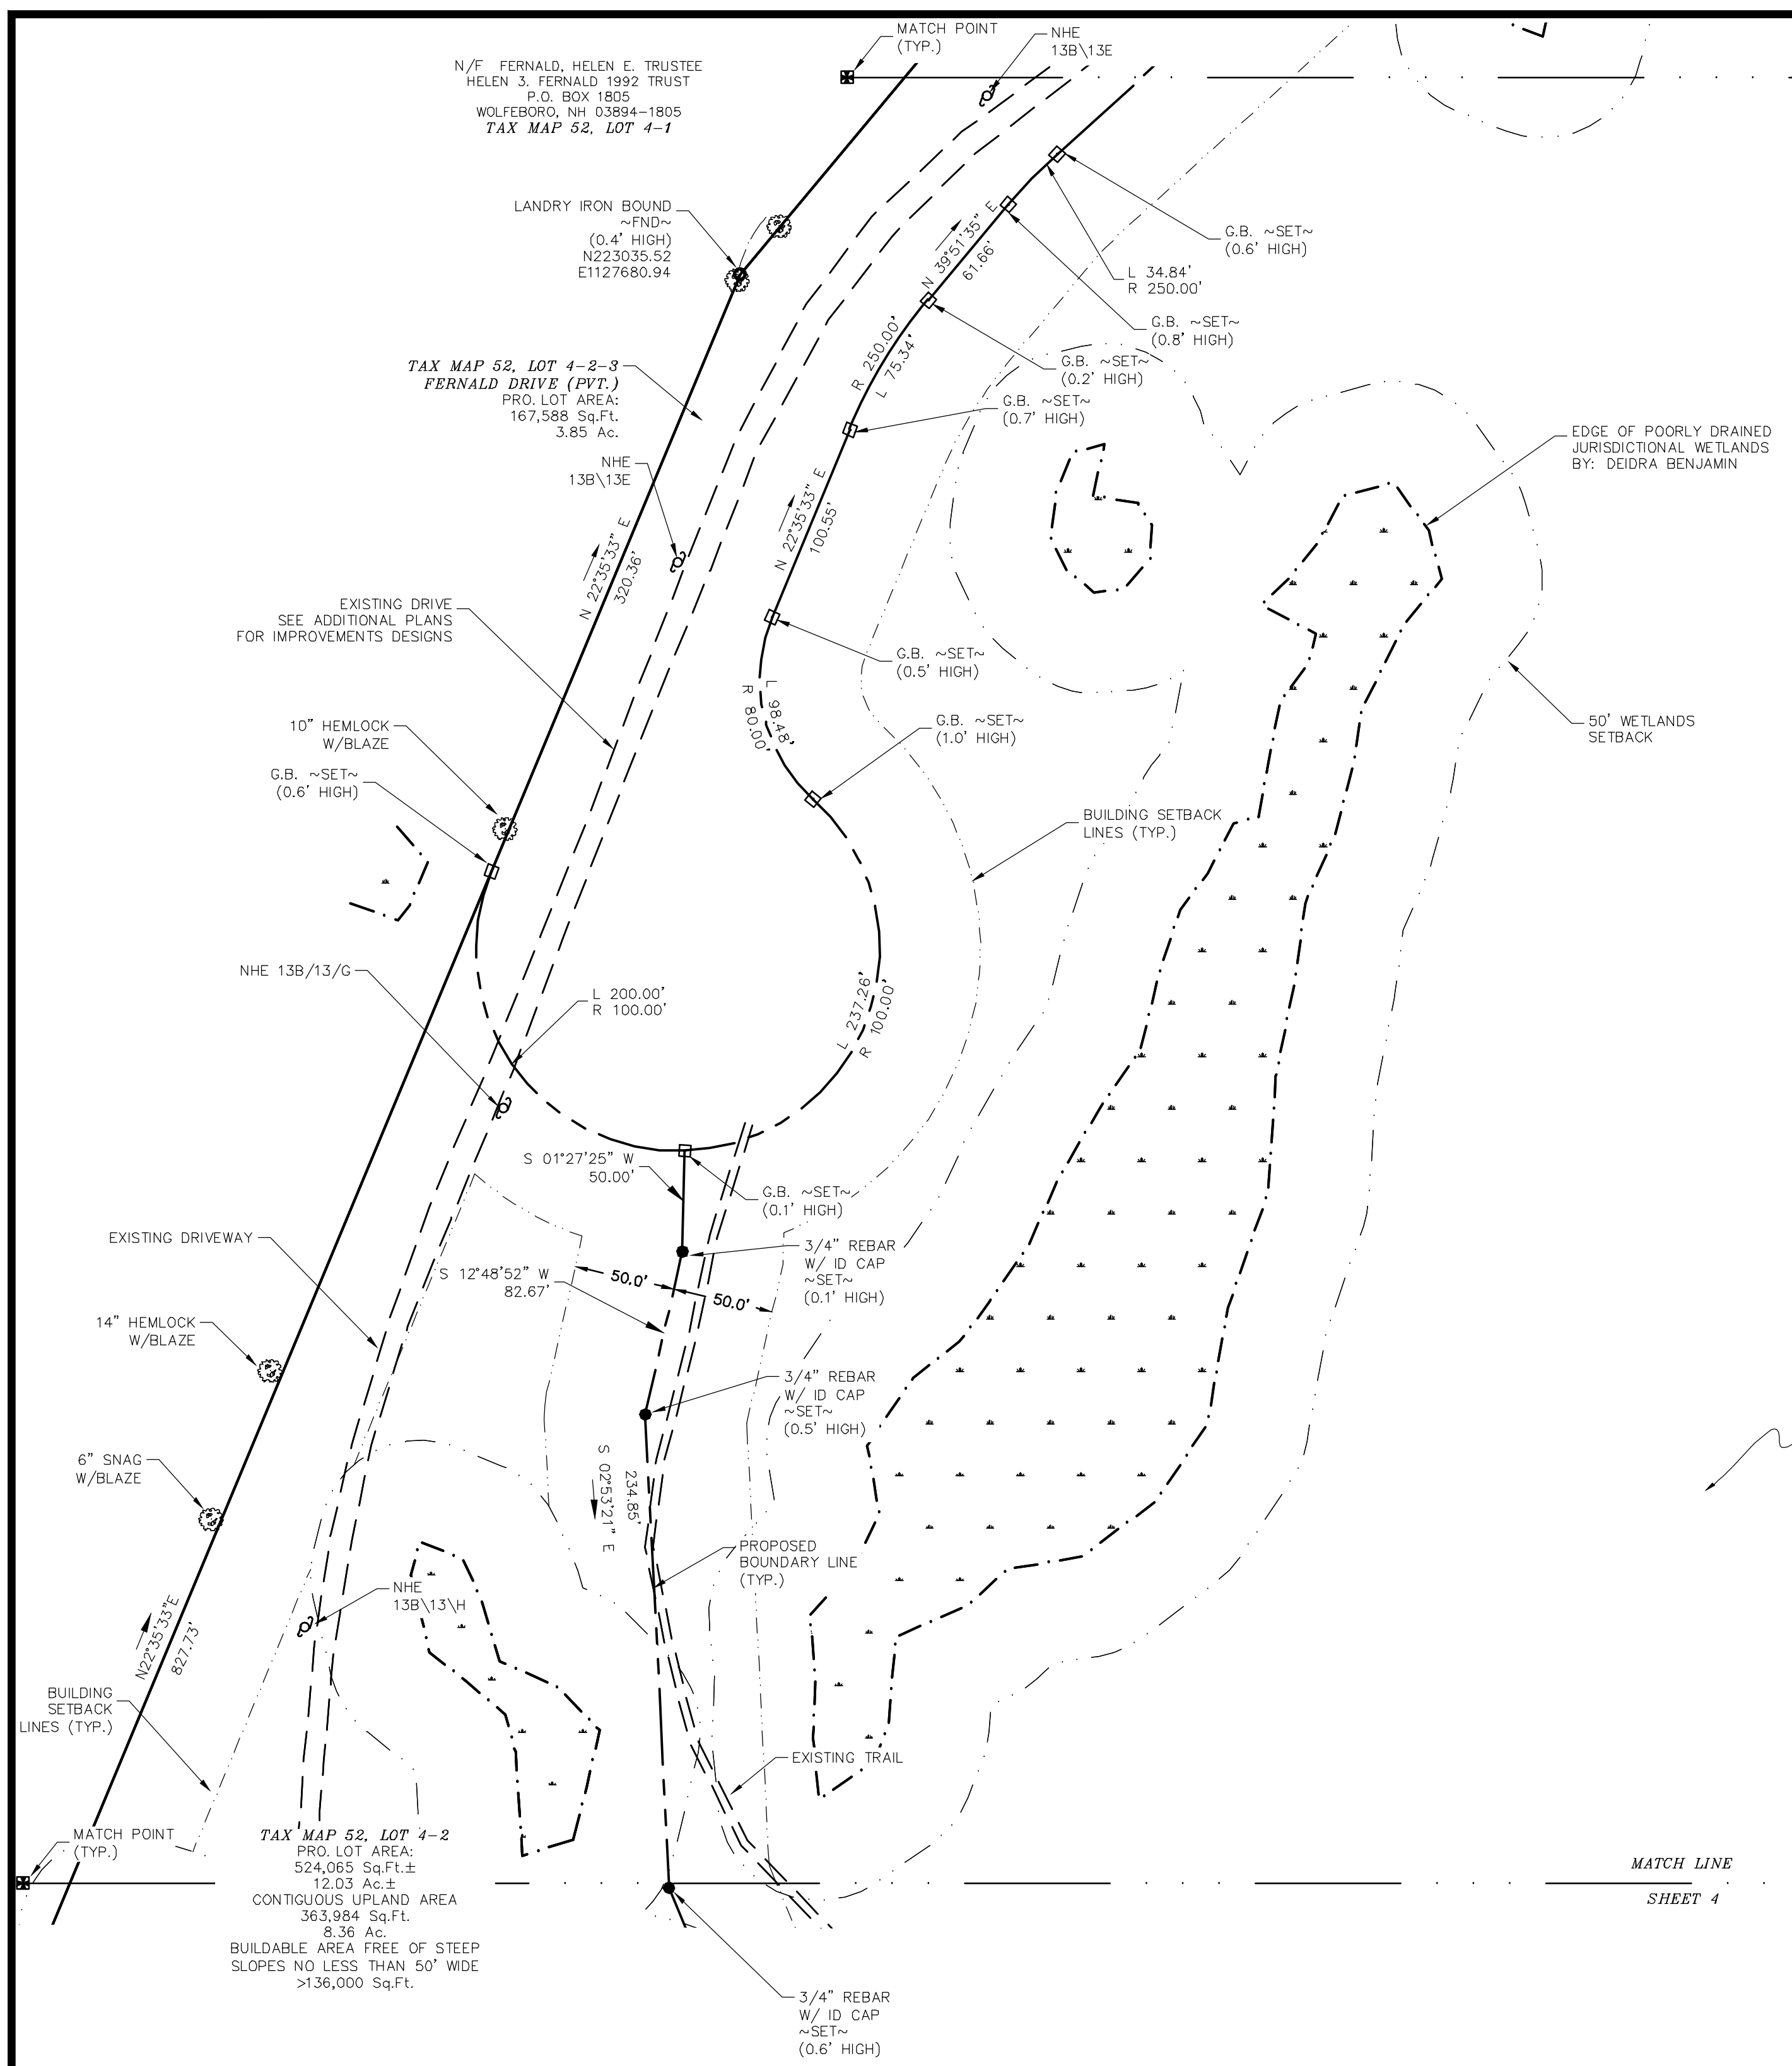 MATCH POINT
(TYP.)
NHE
13B\13E
N/F FERNALD, HELEN E. TRUSTEE
HELEN 3. FERNALD 1992 TRUST
P.O. BOX 1805
WOLFEBORO, NH 03894-1805
TAX MAP 52, LOT 4-1
LANDRY IRON BOUND
~FND~
(0.4' HIGH)
N223035.52
E1127680.94
N 39°51'35" E
61.66'
G.B. ~SET~
(0.6' HIGH)
L 34.84'
R 250.00'
G.B. ~SET~
(0.8' HIGH)
R 250.00'
L 75.34'
G.B. ~SET~
(0.2' HIGH)
G.B. ~SET~
(0.7' HIGH)
TAX MAP 52, LOT 4-2-3
FERNALD DRIVE (PVT.)
PRO. LOT AREA:
167,588 Sq.Ft.
3.85 Ac.
NHE
13B\13E
EDGE OF POORLY DRAINED
JURISDICTIONAL WETLANDS
BY: DEIDRA BENJAMIN
N 22°35'33" E
320.36'
N 22°35'33" E
100.55'
EXISTING DRIVE
SEE ADDITIONAL PLANS
FOR IMPROVEMENTS DESIGNS
G.B. ~SET~
(0.5' HIGH)
L 98.48'
R 80.00'
10" HEMLOCK
W/BLAZE
G.B. ~SET~
(1.0' HIGH)
50' WETLANDS
SETBACK
G.B. ~SET~
(0.6' HIGH)
BUILDING SETBACK
LINES (TYP.)
NHE 13B/13/G
L 200.00'
R 100.00'
L 237.26'
R 100.00'
S 01°27'25" W
50.00'
G.B. ~SET~
(0.1' HIGH)
EXISTING DRIVEWAY
3/4" REBAR
W/ ID CAP
~SET~
(0.1' HIGH)
S 12°48'52" W
82.67'
50.0'
50.0'
14" HEMLOCK
W/BLAZE
3/4" REBAR
W/ ID CAP
~SET~
(0.5' HIGH)
6" SNAG
W/BLAZE
S 02°53'21" E
234.85'
PROPOSED
BOUNDARY LINE
(TYP.)
NHE
13B\13\H
N22°35'33"E
827.73'
BUILDING
SETBACK
LINES (TYP.)
EXISTING TRAIL
MATCH POINT
(TYP.)
TAX MAP 52, LOT 4-2
PRO. LOT AREA:
524,065 Sq.Ft.±
12.03 Ac.±
CONTIGUOUS UPLAND AREA
363,984 Sq.Ft.
8.36 Ac.
BUILDABLE AREA FREE OF STEEP
SLOPES NO LESS THAN 50' WIDE
>136,000 Sq.Ft.
MATCH LINE
SHEET 4
3/4" REBAR
W/ ID CAP
~SET~
(0.6' HIGH)